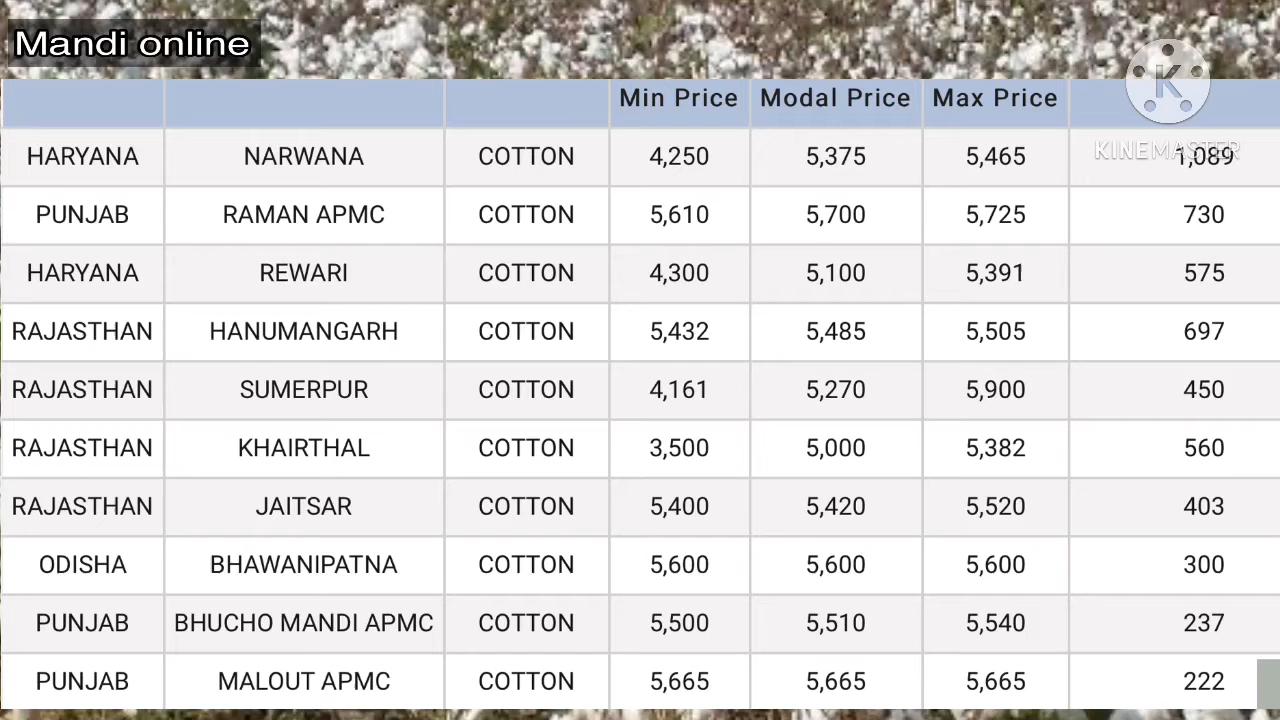 Mandi online
Min Price Modal Price Max Price
K
KINEMASTER
HARYANA NARWANA COTTON 4,250 5,375 5,465 1,089
PUNJAB RAMAN APMC COTTON 5,610 5,700 5,725 730
HARYANA REWARI COTTON 4,300 5,100 5,391 575
RAJASTHAN HANUMANGARH COTTON 5,432 5,485 5,505 697
RAJASTHAN SUMERPUR COTTON 4,161 5,270 5,900 450
RAJASTHAN KHAIRTHAL COTTON 3,500 5,000 5,382 560
RAJASTHAN JAITSAR COTTON 5,400 5,420 5,520 403
ODISHA BHAWANIPATNA COTTON 5,600 5,600 5,600 300
PUNJAB BHUCHO MANDI APMC COTTON 5,500 5,510 5,540 237
PUNJAB MALOUT APMC COTTON 5,665 5,665 5,665 222